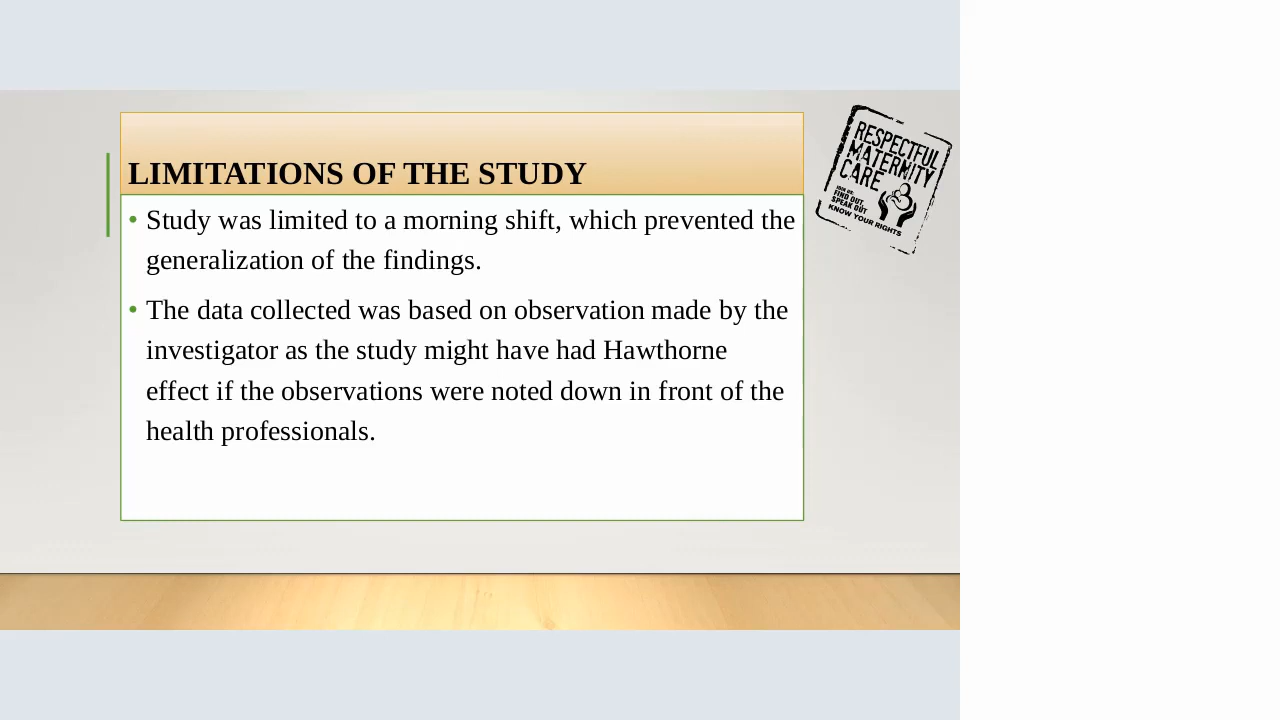 LIMITATIONS OF THE STUDY
• Study was limited to a morning shift, which prevented the
generalization of the findings.
• The data collected was based on observation made by the
investigator as the study might have had Hawthorne
effect if the observations were noted down in front of the
health professionals.
RESPECTFUL
MATERNITY
CARE
JOIN US:
FIND OUT
SPEAK OUT
KNOW YOUR RIGHTS